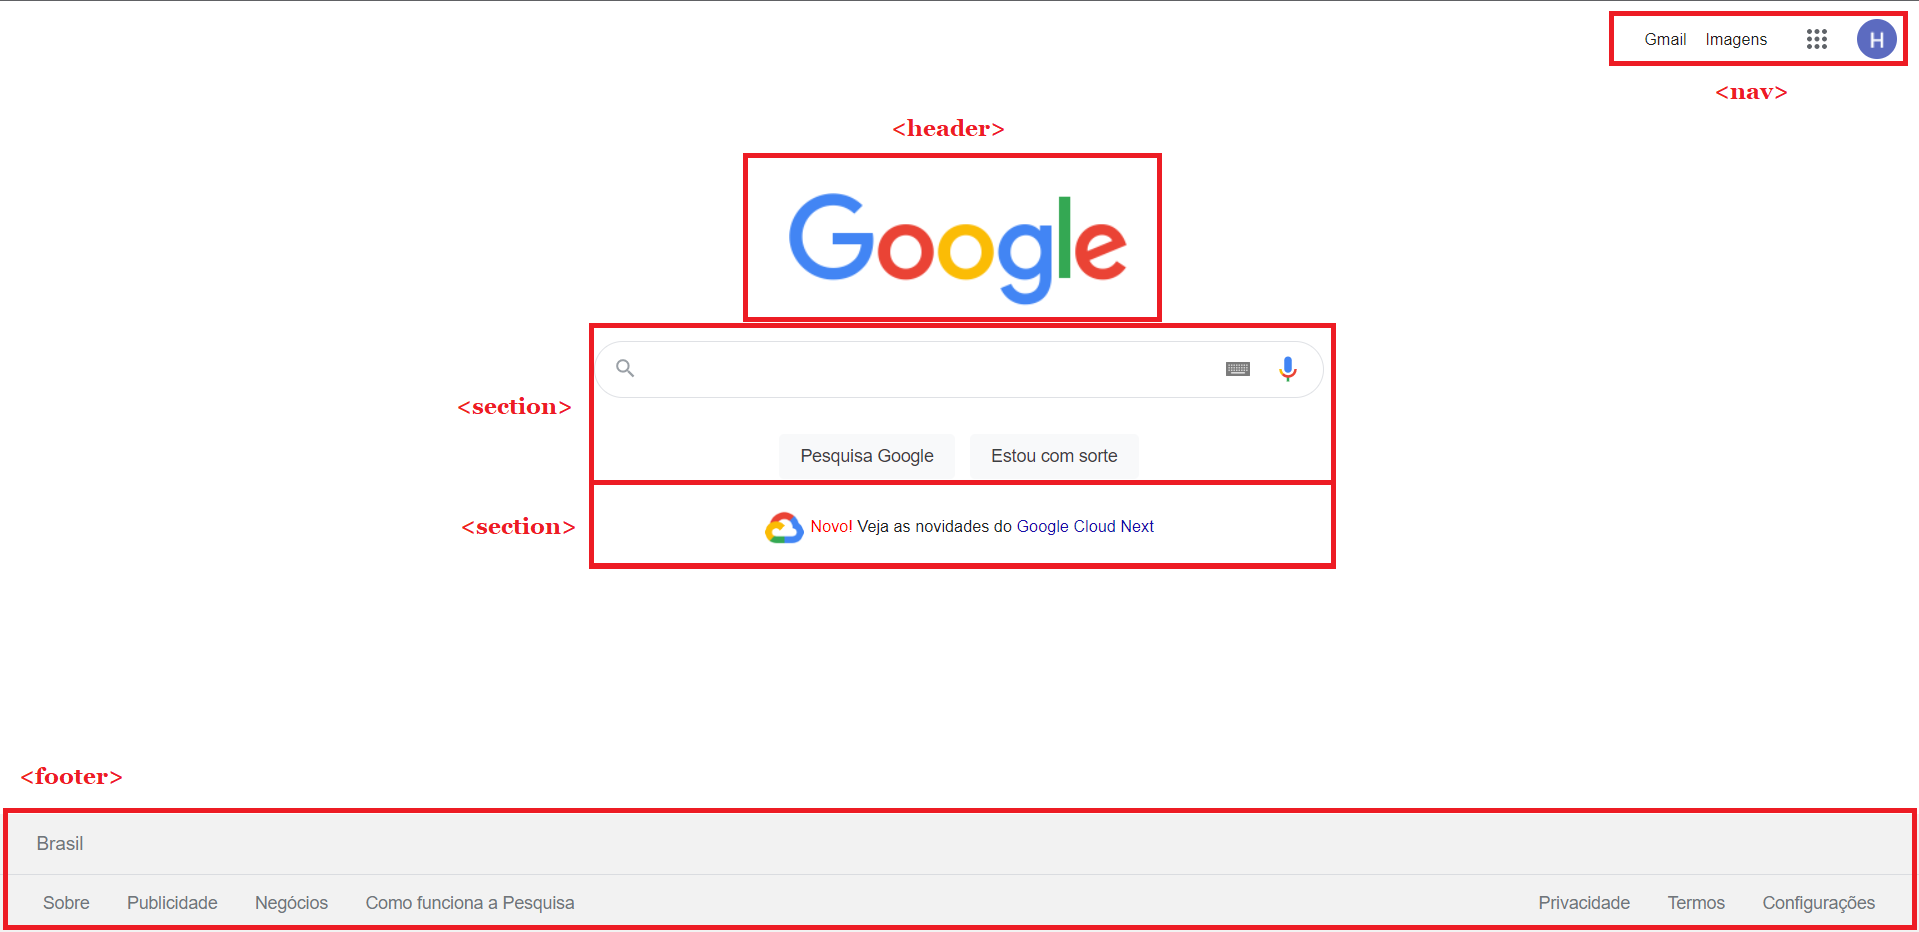 Gmail Imagens H
<nav>
<header>
Google
<section>
Pesquisa Google Estou com sorte
<section>
Novo! Veja as novidades do Google Cloud Next
<footer>
Brasil
Sobre Publicidade Negócios Como funciona a Pesquisa Privacidade Termos Configurações